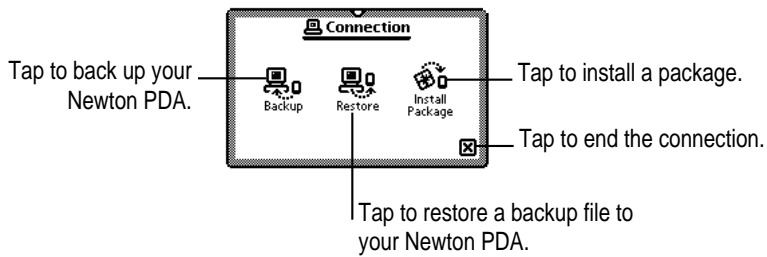 Connection
Tap to back up your
Newton PDA.
Backup
Restore
Install
Package
Tap to install a package.
Tap to end the connection.
Tap to restore a backup file to
your Newton PDA.